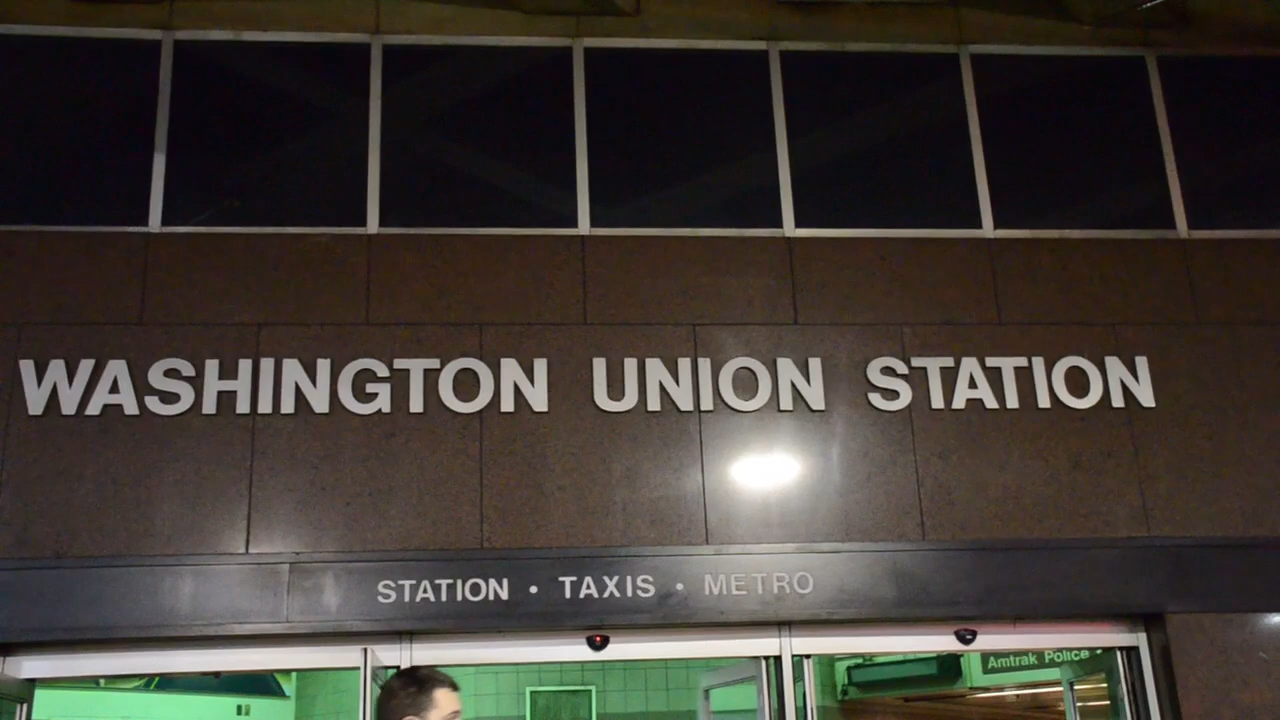 WASHINGTON UNION STATION
STATION • TAXIS • METRO
Amtrak Police •